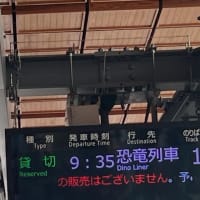 種別 発車時刻 行先 のりば
Type Departure Time Destination Track
貸切 9:35 恐竜列車 1
Reserved Dino Liner
の販売はございません。予